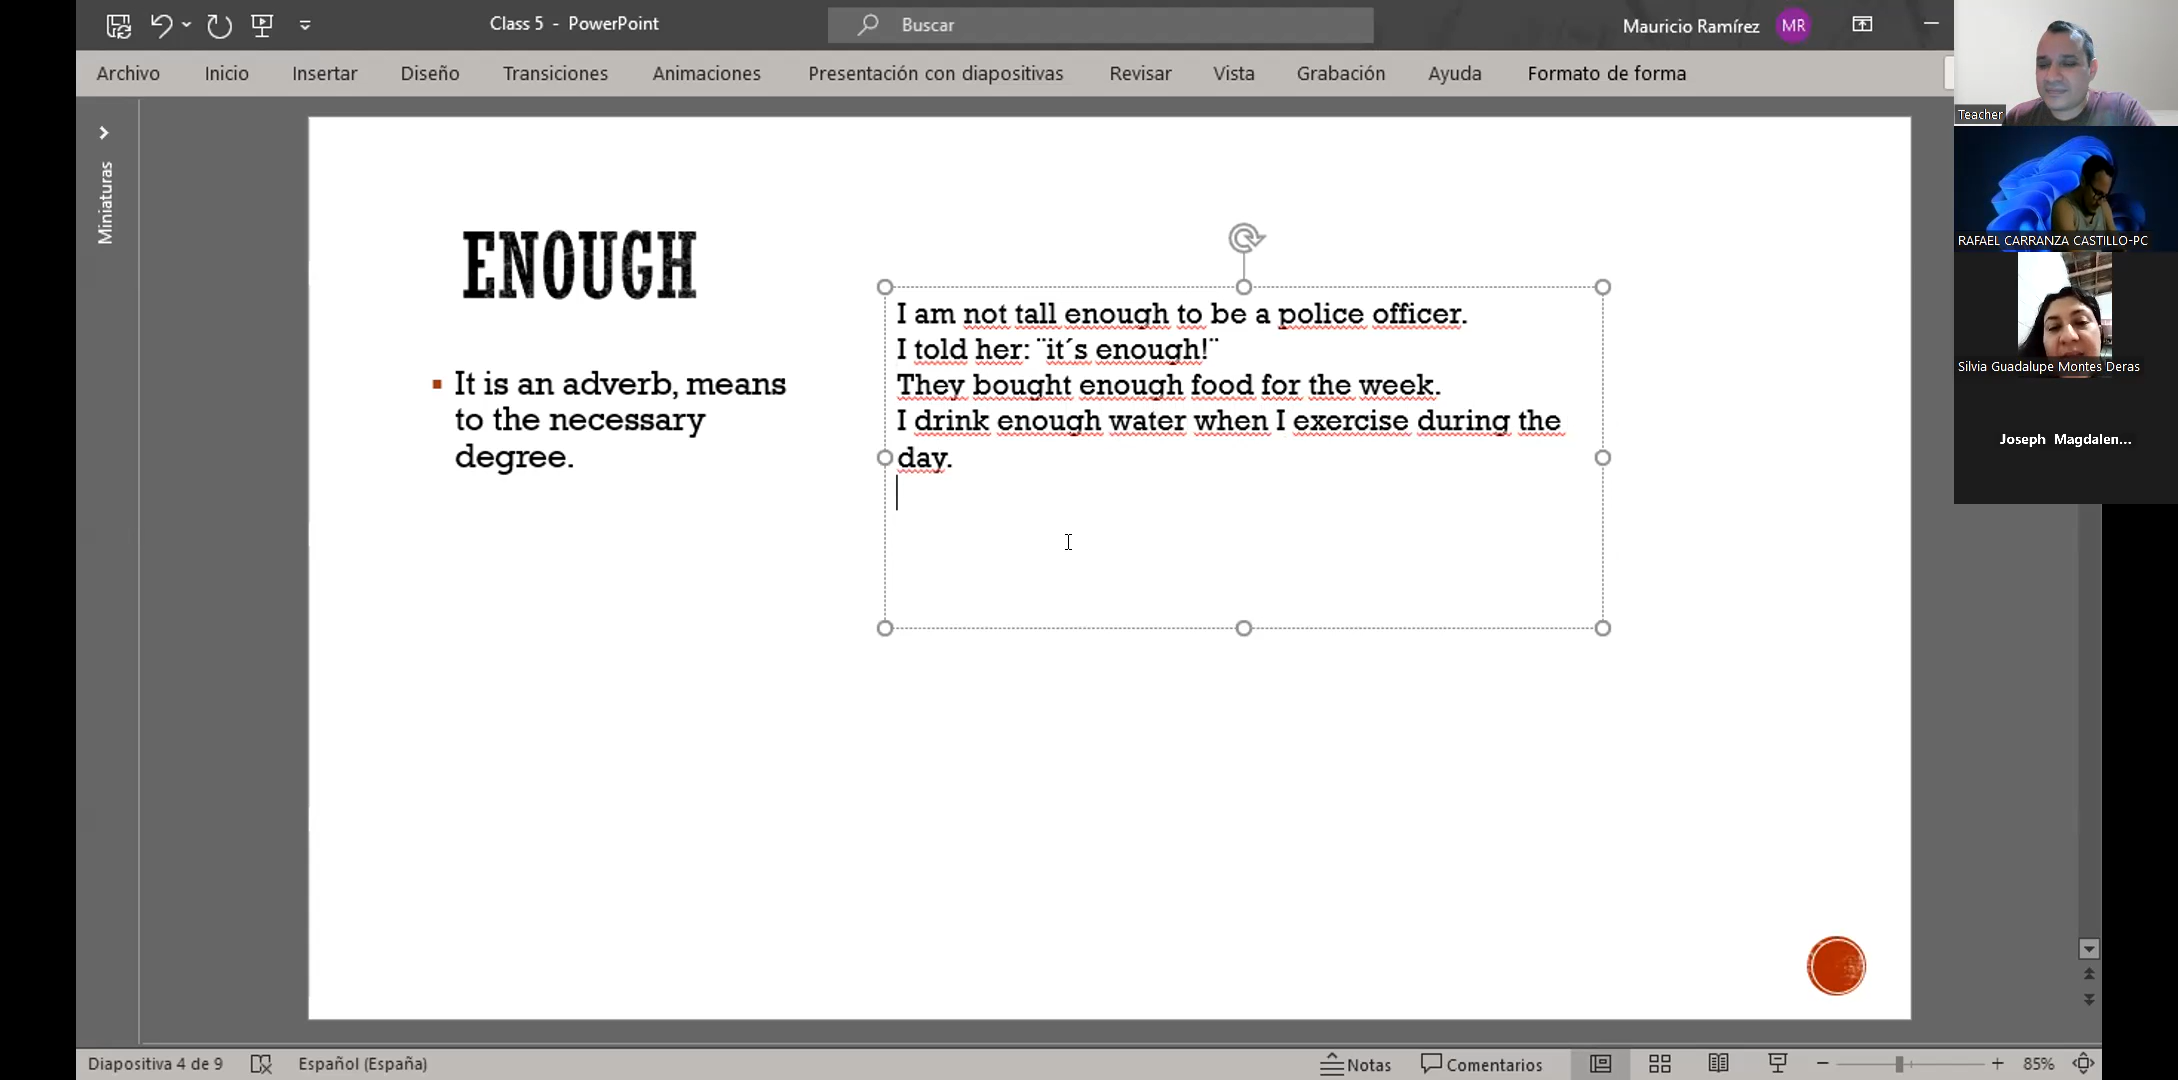 Class 5 - PowerPoint
Buscar
Mauricio Ramírez
MR
Archivo
Inicio
Insertar
Diseño
Transiciones
Animaciones
Presentación con diapositivas
Revisar
Vista
Grabación
Ayuda
Formato de forma
Miniaturas
ENOUGH
It is an adverb, means
to the necessary
degree.
I am not tall enough to be a police officer.
I told her: ¨it´s enough!¨
They bought enough food for the week.
I drink enough water when I exercise during the
day.
Teacher
RAFAEL CARRANZA CASTILLO-PC
Silvia Guadalupe Montes Deras
Joseph Magdalen...
Diapositiva 4 de 9
Español (España)
Notas
Comentarios
85%